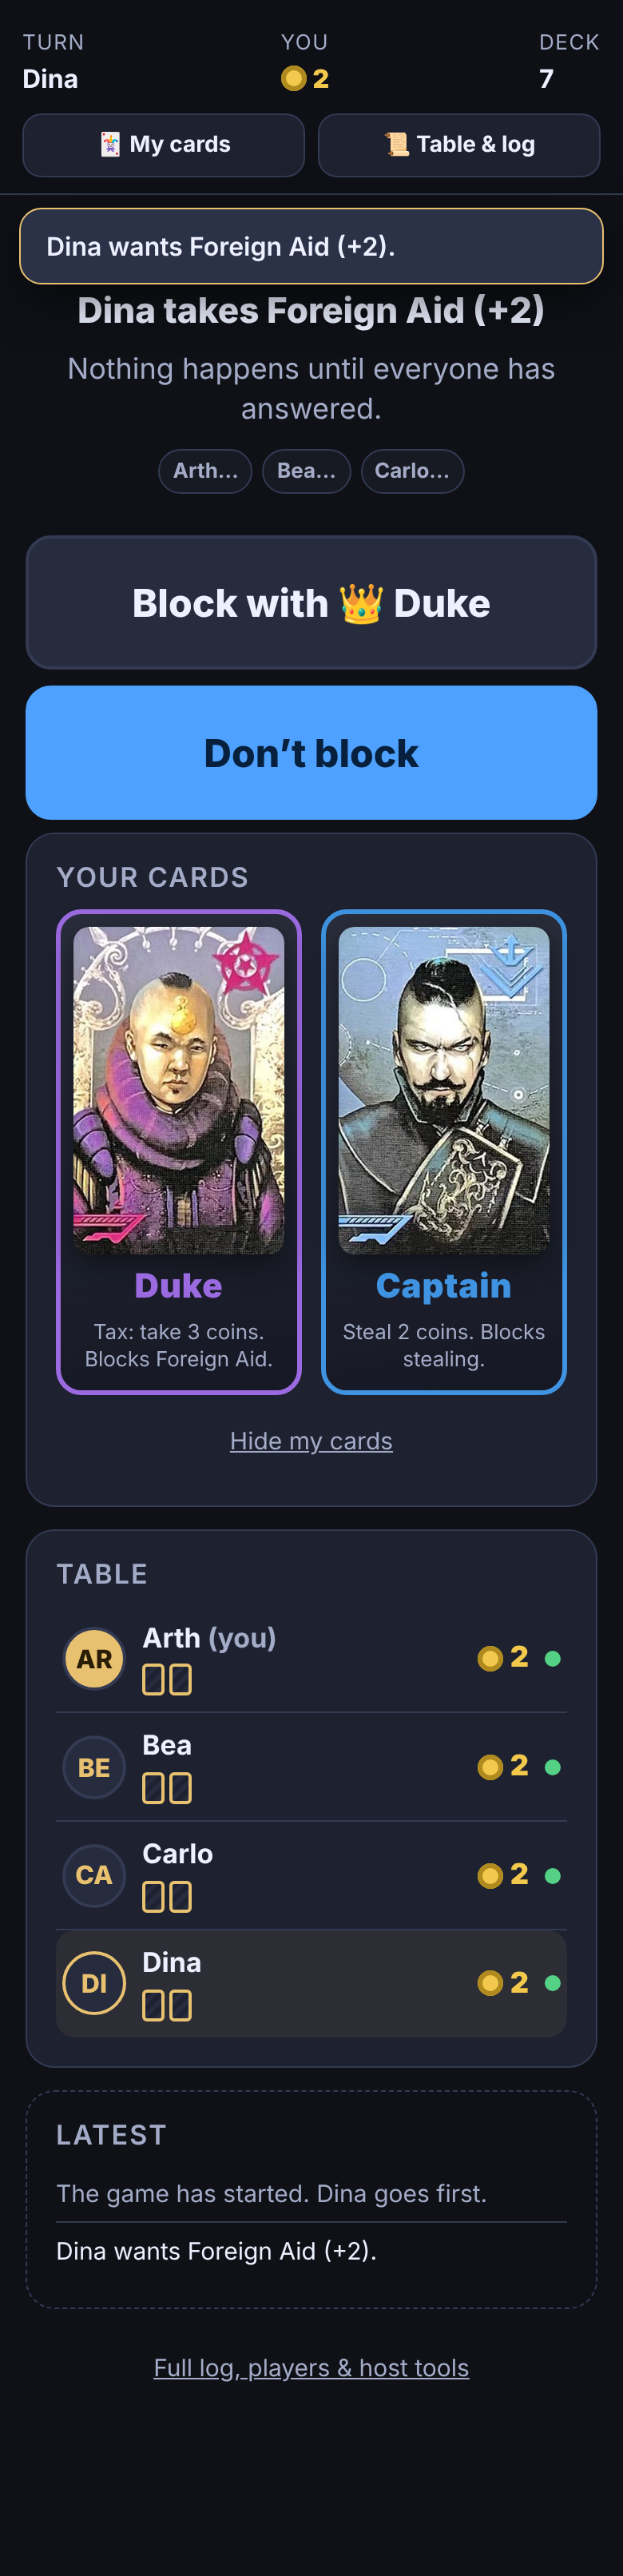 TURN
YOU
DECK
Dina
2
7
🃏 My cards
📜 Table & log
Dina wants Foreign Aid (+2).
Dina takes Foreign Aid (+2)
Nothing happens until everyone has
answered.
Arth…
Bea…
Carlo…
Block with 👑 Duke
Don’t block
YOUR CARDS
Duke
Tax: take 3 coins.
Blocks Foreign Aid.
Captain
Steal 2 coins. Blocks
stealing.
Hide my cards
TABLE
AR
Arth (you)
2
BE
Bea
2
CA
Carlo
2
DI
Dina
2
LATEST
The game has started. Dina goes first.
Dina wants Foreign Aid (+2).
Full log, players & host tools